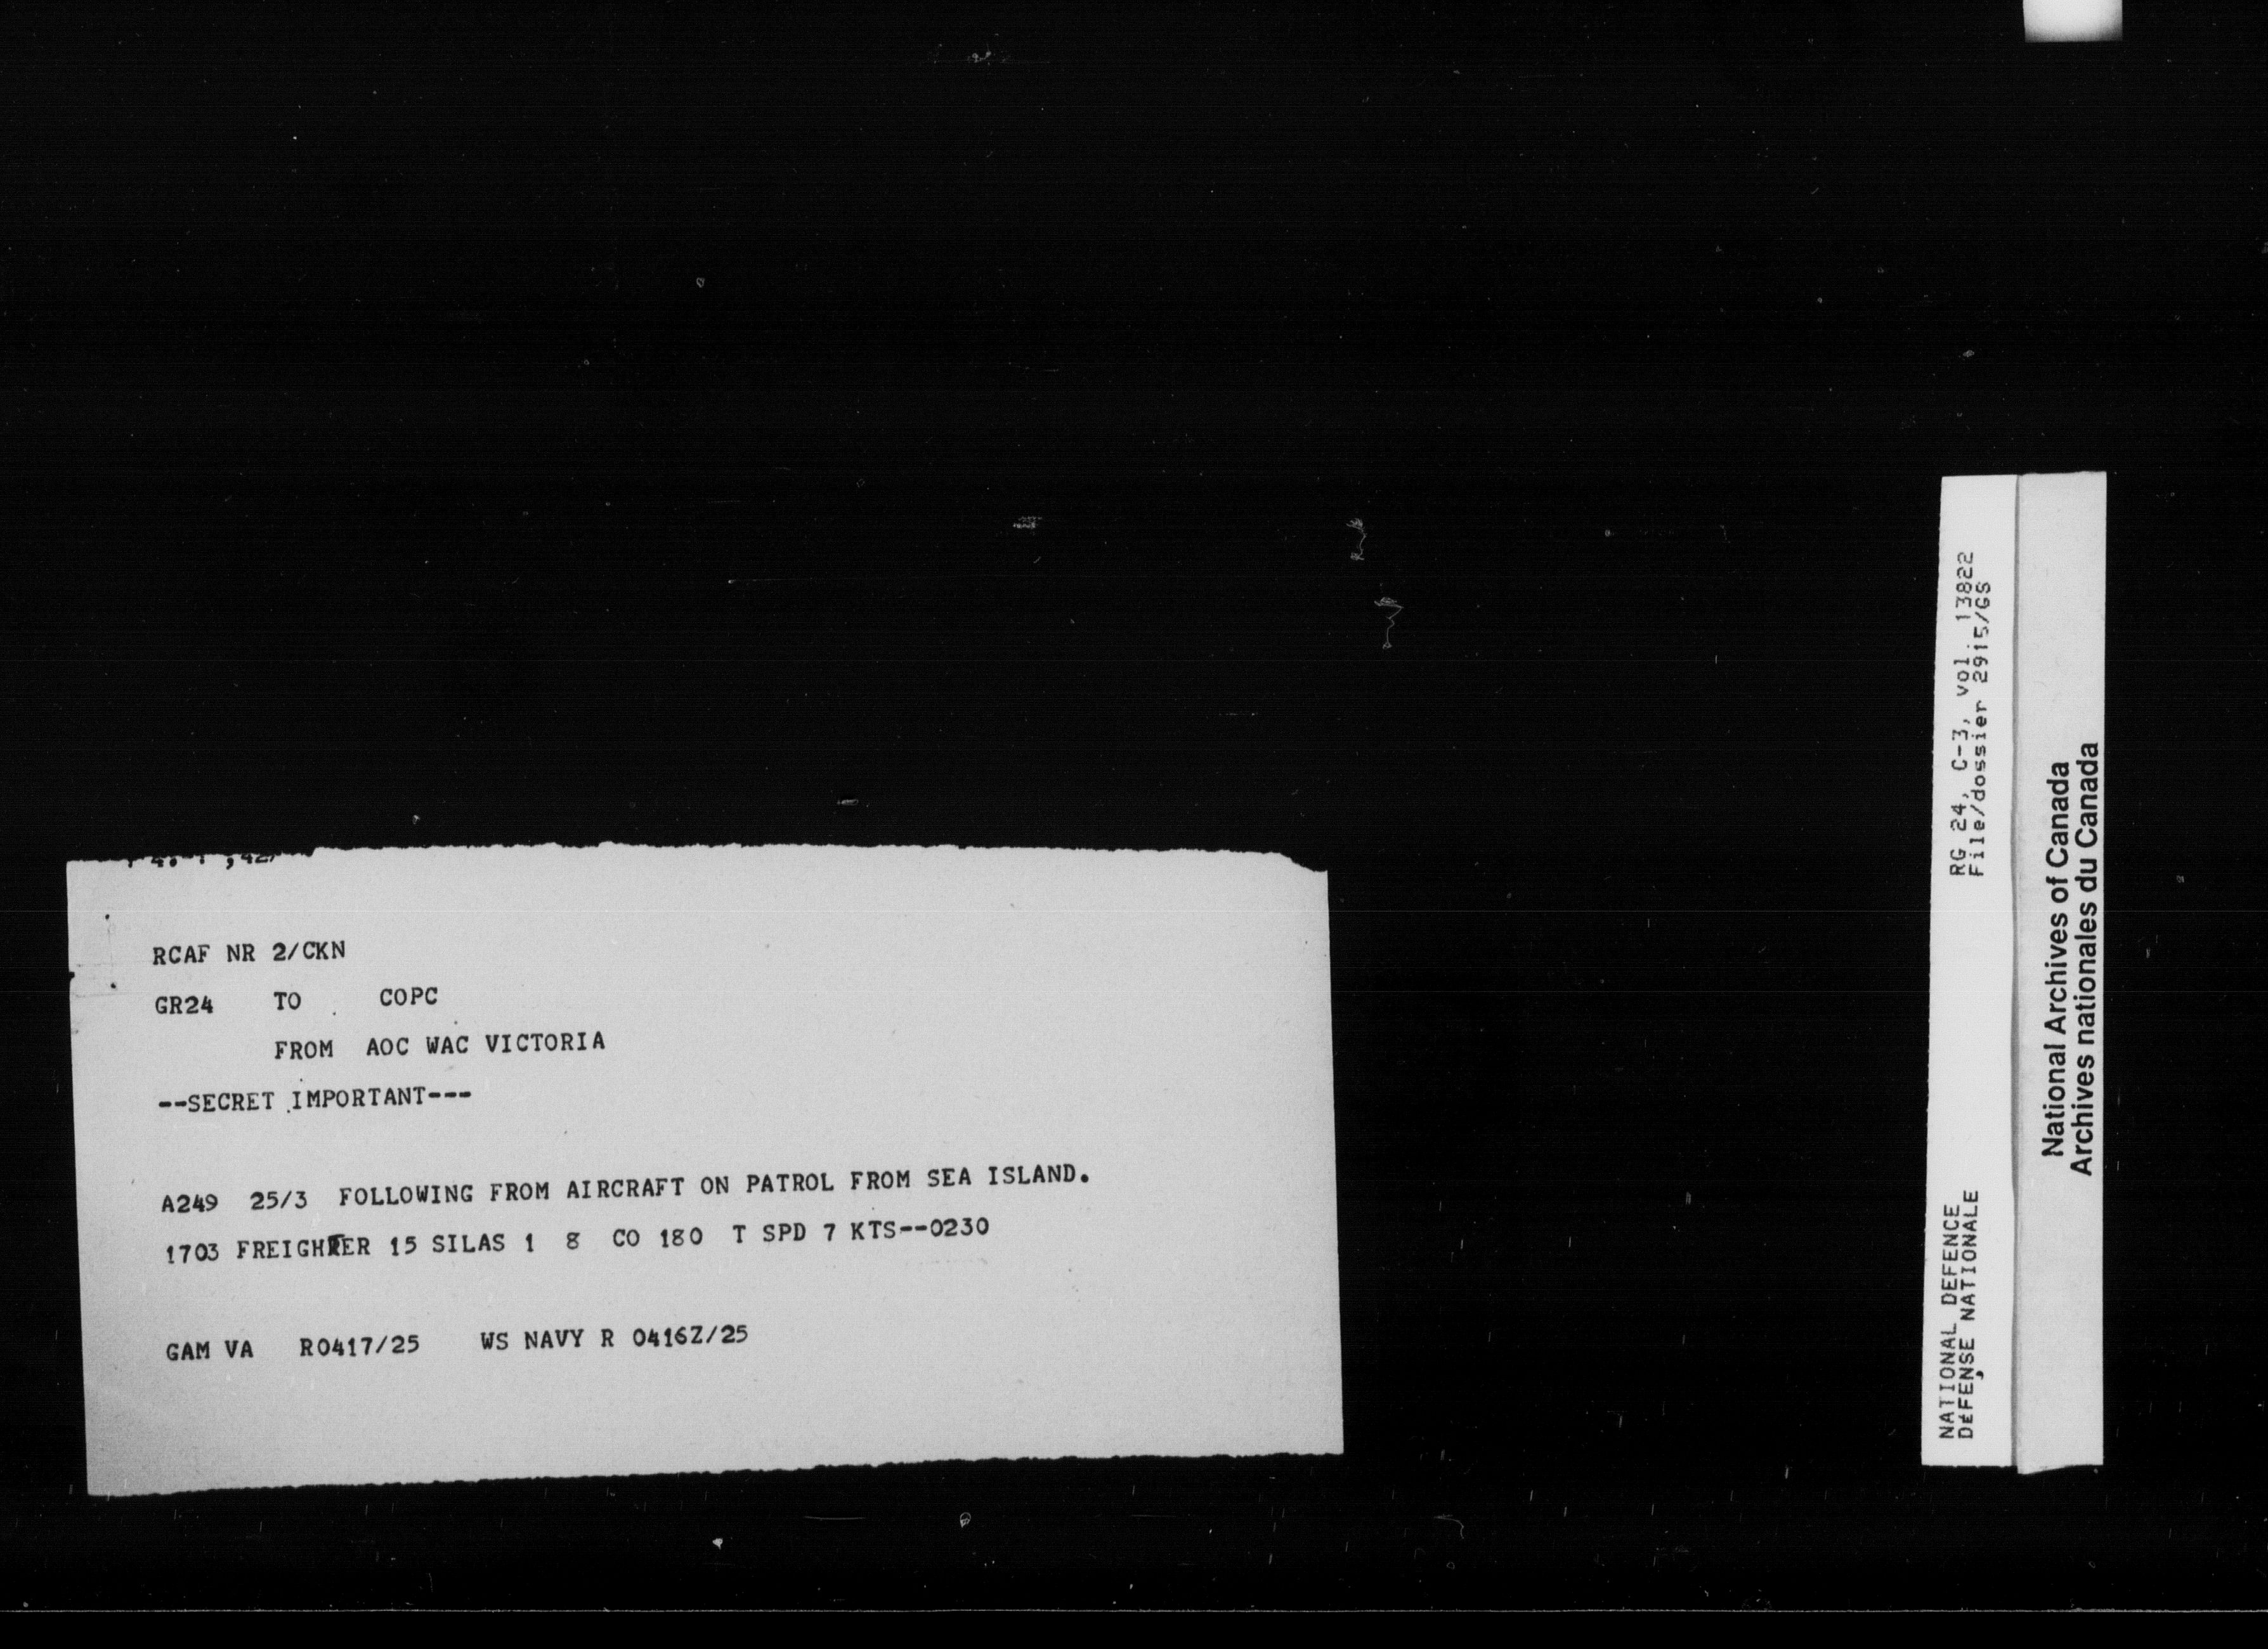 RCAF NR 2/CKN
GR24 TO COPC
FROM AOC WAC VICTORIA
--SECRET IMPORTANT---
A249 25/3 FOLLOWING FROM AIRCRAFT ON PATROL FROM SEA ISLAND.
1703 FREIGHTER 15 SILAS 1 8 CO 180 T SPD 7 KTS--0230
GAM VA R0417/25 WS NAVY R 0416Z/25
RG 24, C-3, vol. 13822
File/dossier 2915/GS
NATIONAL DEFENCE
DÉFENSE NATIONALE
National Archives of Canada
Archives nationales du Canada